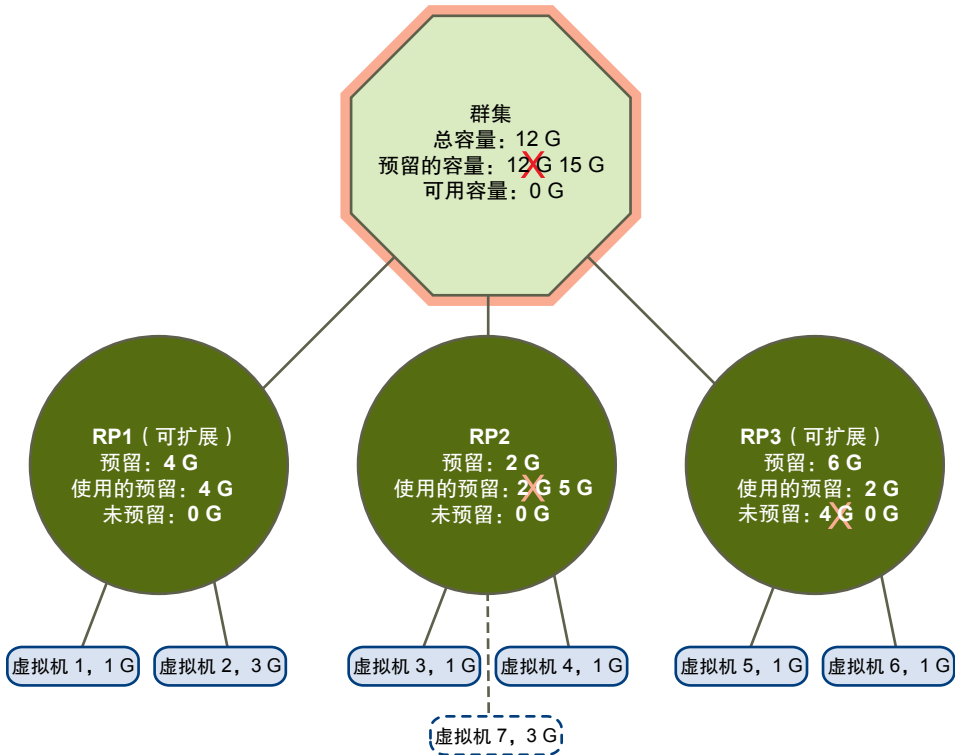 群集
总容量：12 G
预留的容量：12 G 15 G
可用容量：0 G
RP1（可扩展）
预留：4 G
使用的预留：4 G
未预留：0 G
RP2
预留：2 G
使用的预留：2 G 5 G
未预留：0 G
RP3（可扩展）
预留：6 G
使用的预留：2 G
未预留：4 G 0 G
虚拟机 1，1 G
虚拟机 2，3 G
虚拟机 3，1 G
虚拟机 4，1 G
虚拟机 5，1 G
虚拟机 6，1 G
虚拟机 7，3 G